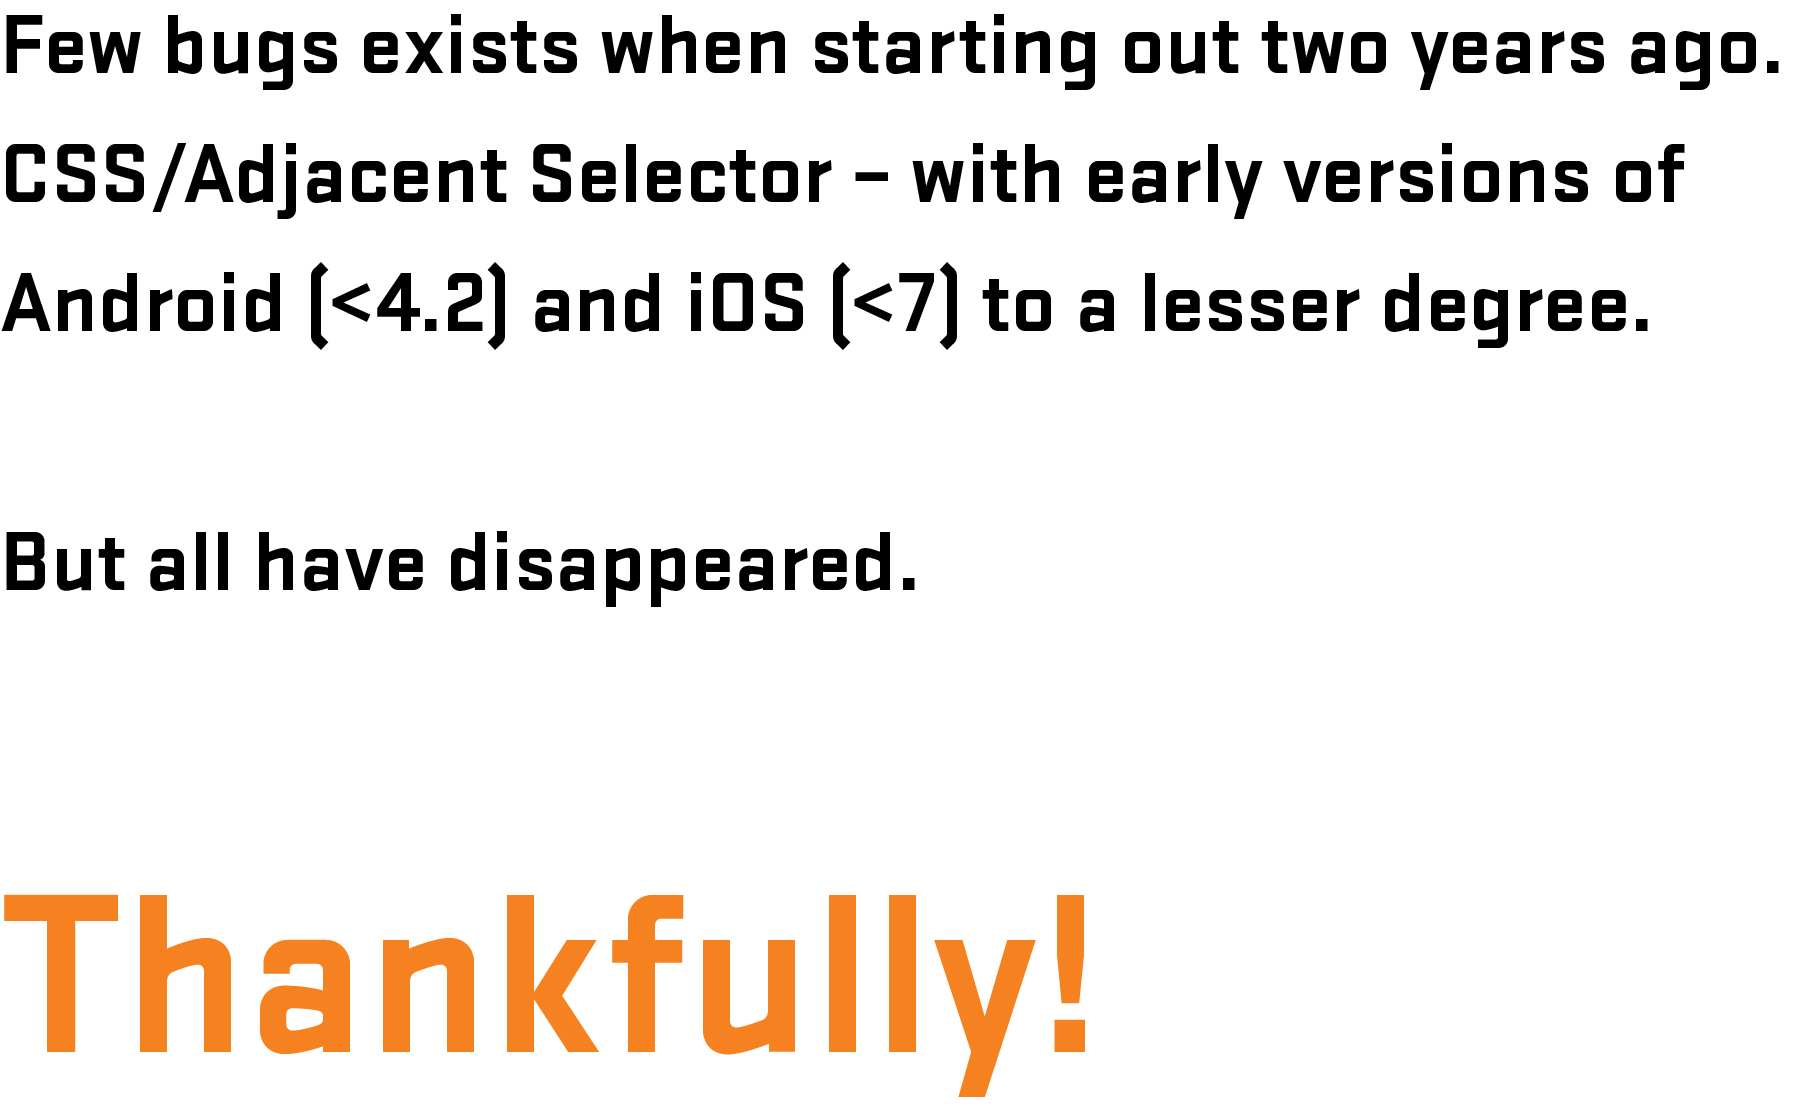 Few bugs exists when starting out two years ago.
CSS/Adjacent Selector – with early versions of
Android (<4.2) and iOS (<7) to a lesser degree.
But all have disappeared.
Thankfully!